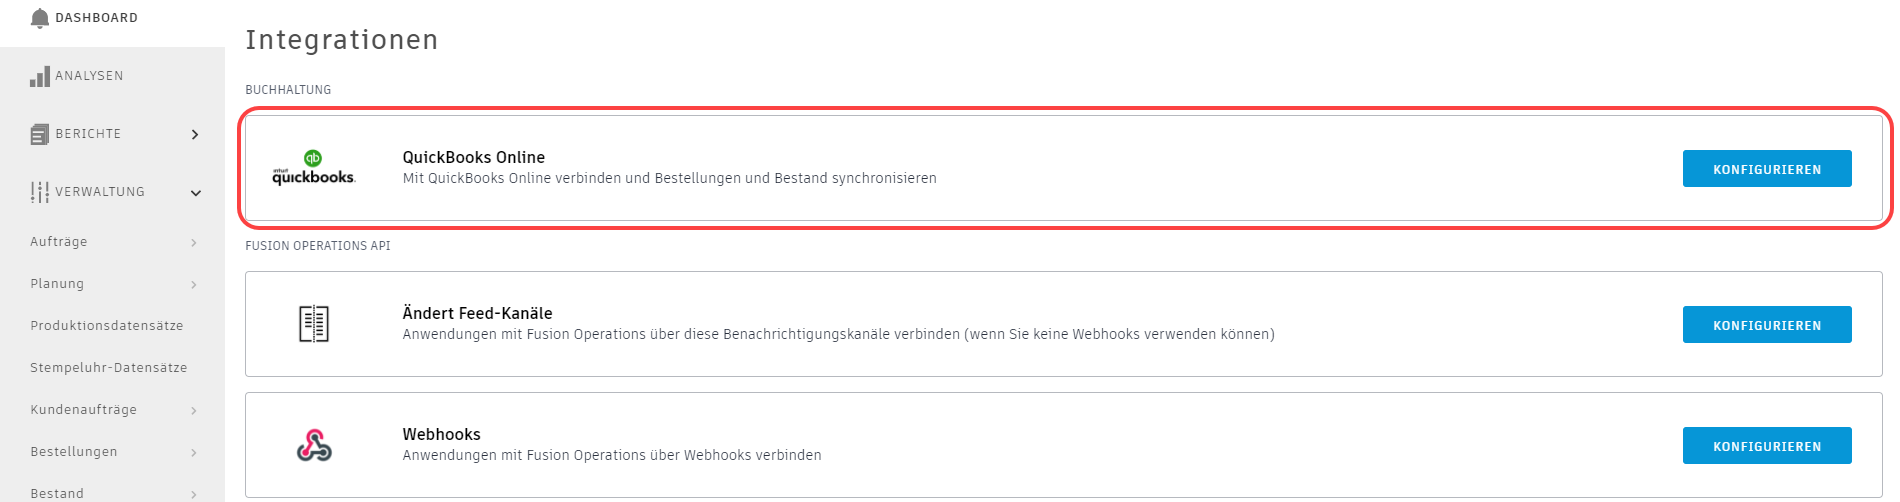 DASHBOARD
ANALYSEN
BERICHTE
VERWALTUNG
Aufträge
Planung
Produktionsdatensätze
Stempeluhr-Datensätze
Kundenaufträge
Bestellungen
Bestand
Integrationen
BUCHHALTUNG
qb
intuit
quickbooks.
QuickBooks Online
Mit QuickBooks Online verbinden und Bestellungen und Bestand synchronisieren
KONFIGURIEREN
FUSION OPERATIONS API
Ändert Feed-Kanäle
Anwendungen mit Fusion Operations über diese Benachrichtigungskanäle verbinden (wenn Sie keine Webhooks verwenden können)
KONFIGURIEREN
Webhooks
Anwendungen mit Fusion Operations über Webhooks verbinden
KONFIGURIEREN